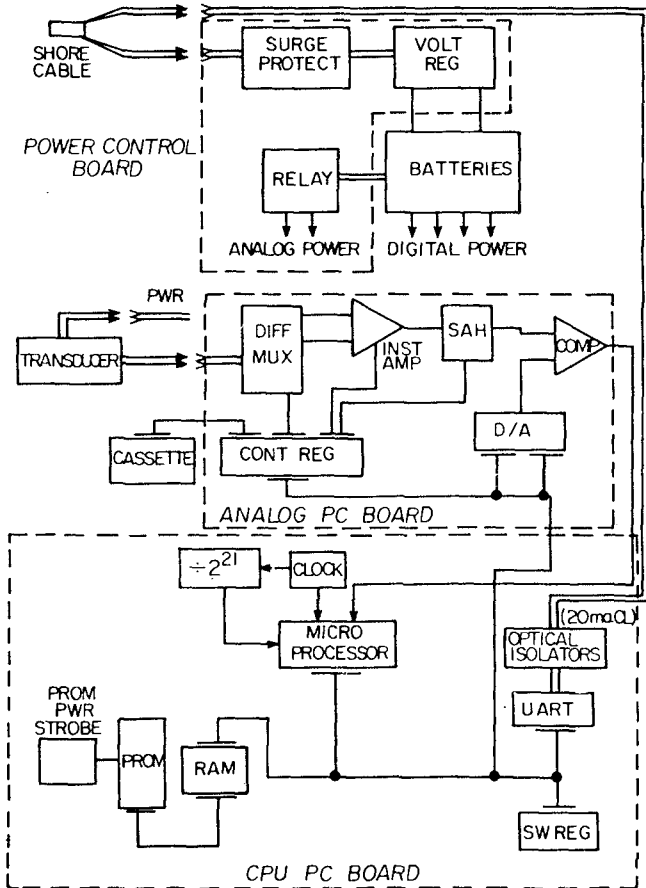 SHORE
CABLE
SURGE
PROTECT
VOLT
REG
POWER CONTROL
BOARD
RELAY
BATTERIES
ANALOG POWER
DIGITAL POWER
PWR
TRANSDUCER
DIFF
MUX
INST
AMP
SAH
COMP
D/A
CASSETTE
CONT REG
ANALOG PC BOARD
÷2²¹
CLOCK
MICRO
PROCESSOR
(20maCL)
OPTICAL
ISOLATORS
UART
PROM
PWR
STROBE
PROM
RAM
SW REG
CPU PC BOARD